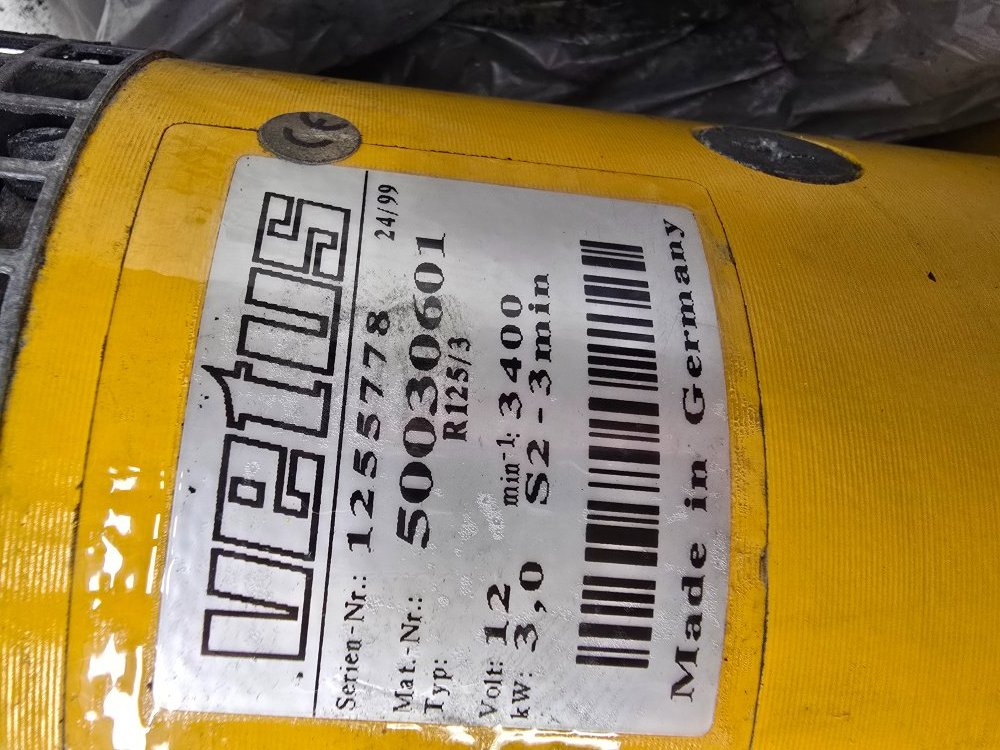 CE
vetus
Serien-Nr.: 1255778 24/99
Mat.-Nr.: 50030601
Typ: R125/3
Volt: 12 min⁻¹: 3400
kW: 3,0 S2-3min
Made in Germany